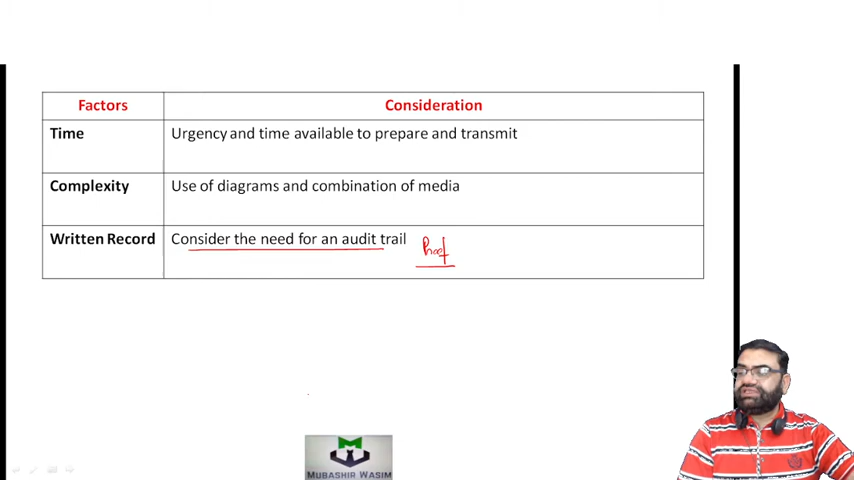 Factors Consideration
Time Urgency and time available to prepare and transmit
Complexity Use of diagrams and combination of media
Written Record Consider the need for an audit trail Proof
MUBASHIR WASIM